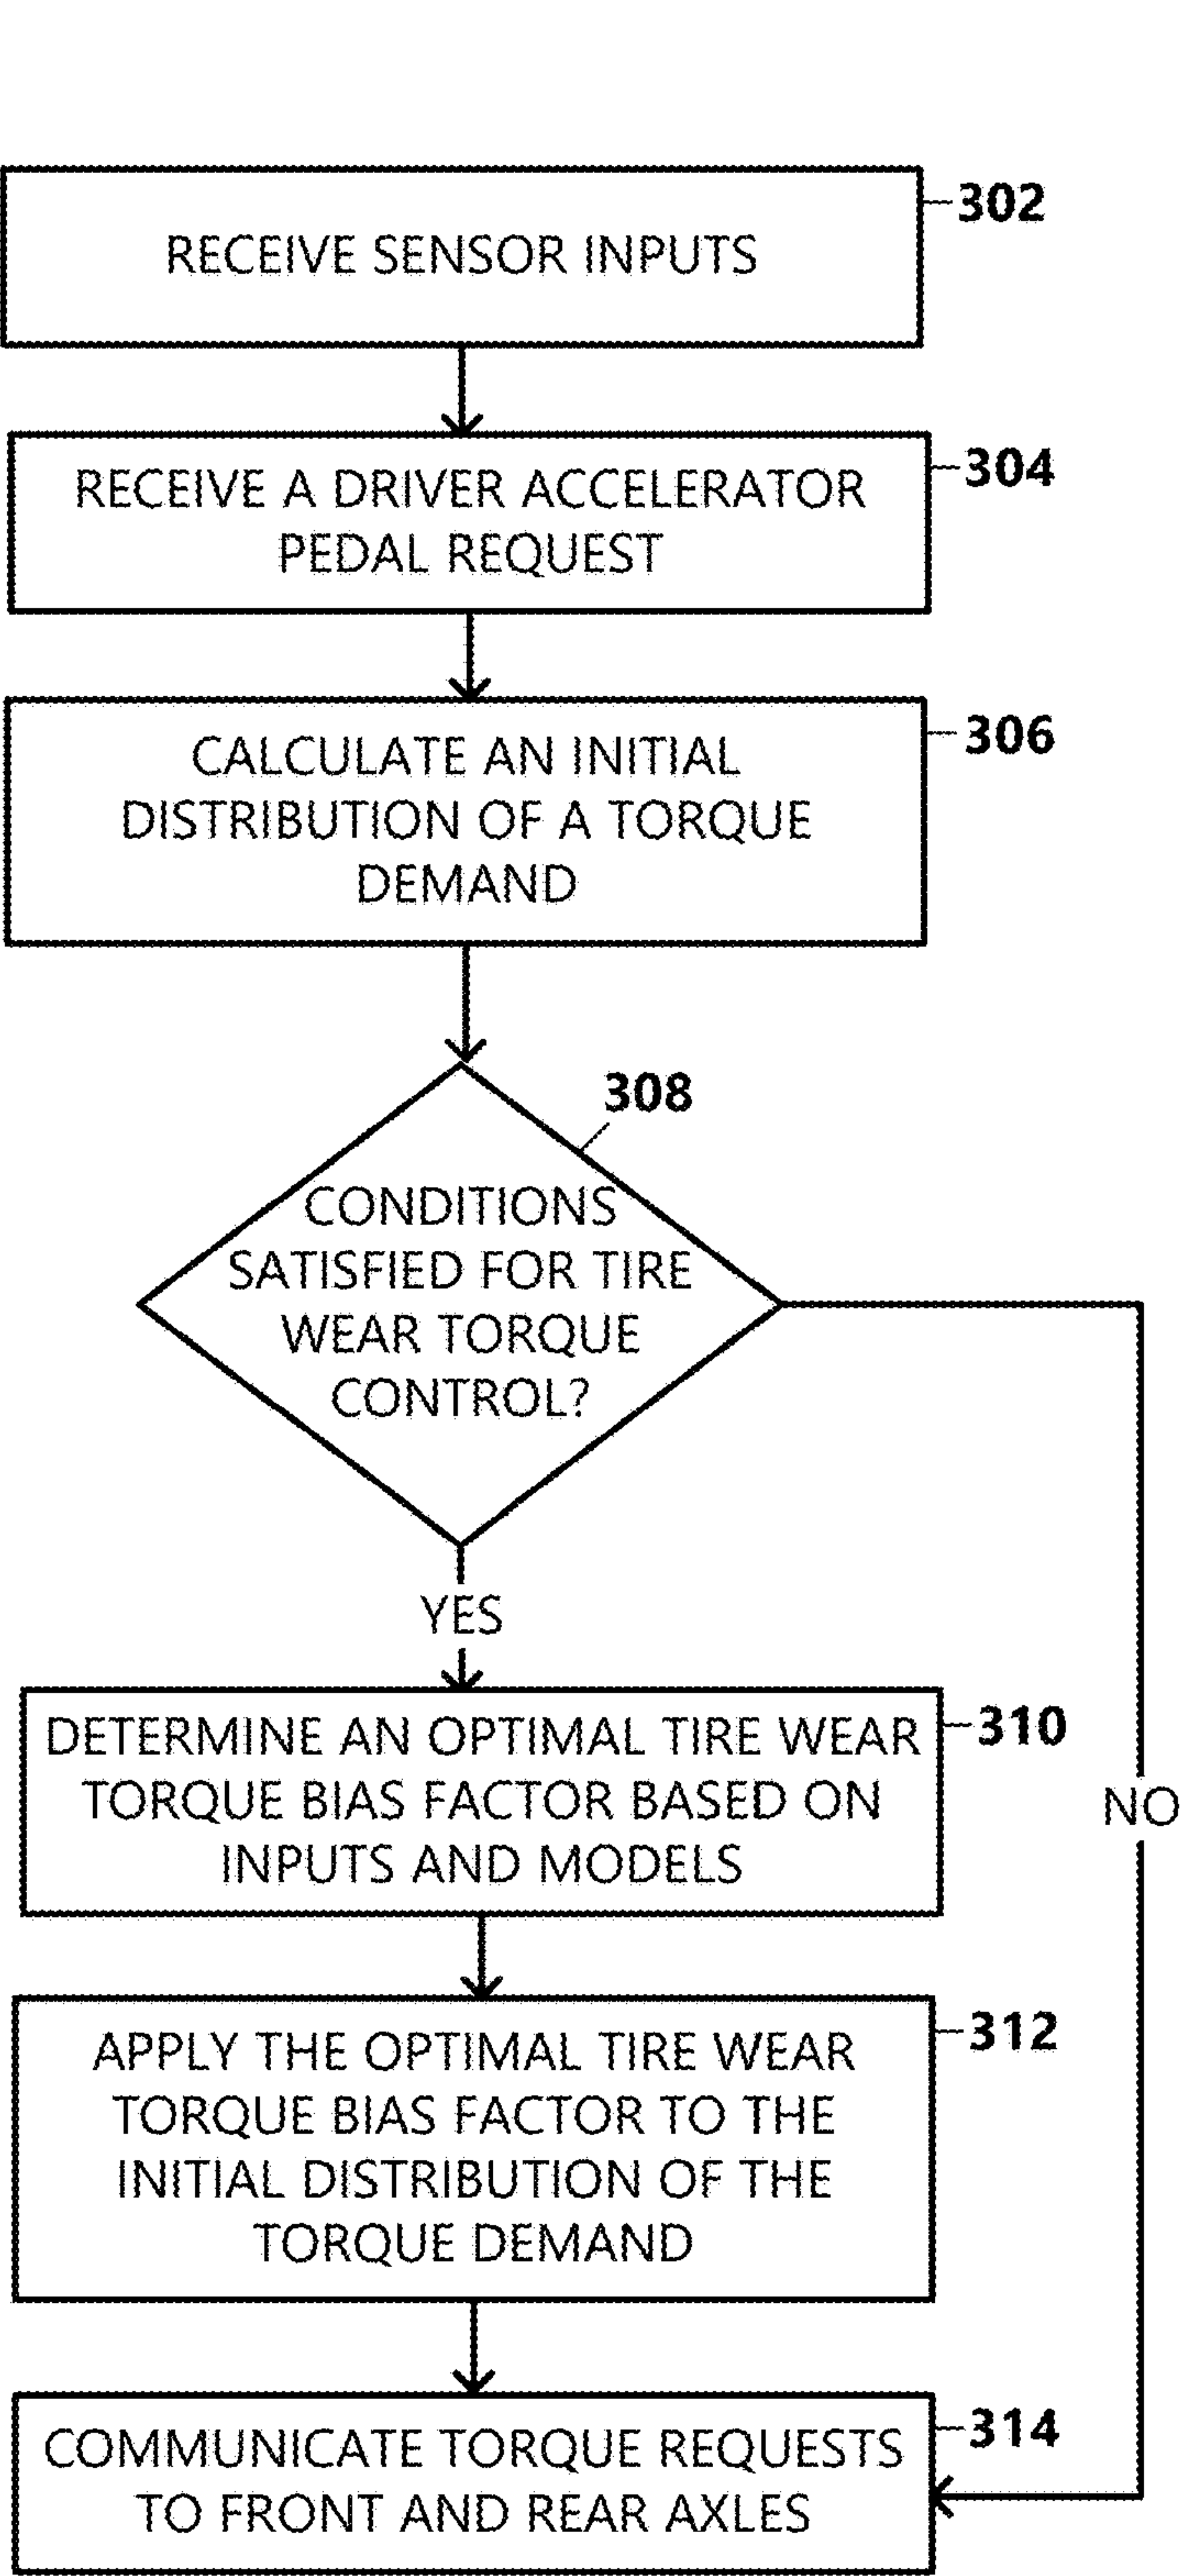 302
RECEIVE SENSOR INPUTS
304
RECEIVE A DRIVER ACCELERATOR
PEDAL REQUEST
306
CALCULATE AN INITIAL
DISTRIBUTION OF A TORQUE
DEMAND
308
CONDITIONS
SATISFIED FOR TIRE
WEAR TORQUE
CONTROL?
YES
310
DETERMINE AN OPTIMAL TIRE WEAR
TORQUE BIAS FACTOR BASED ON
INPUTS AND MODELS
NO
312
APPLY THE OPTIMAL TIRE WEAR
TORQUE BIAS FACTOR TO THE
INITIAL DISTRIBUTION OF THE
TORQUE DEMAND
314
COMMUNICATE TORQUE REQUESTS
TO FRONT AND REAR AXLES